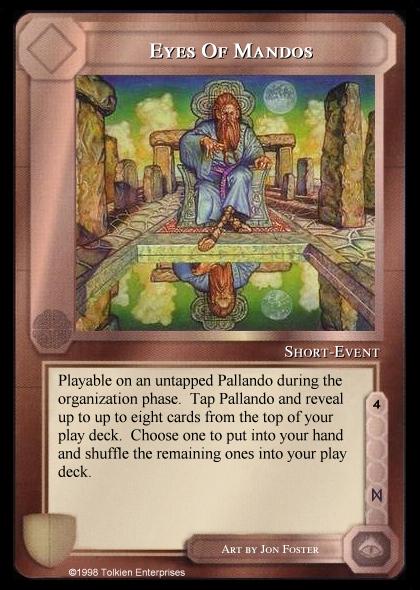 Eyes Of Mandos
Short-Event
Playable on an untapped Pallando during the
organization phase. Tap Pallando and reveal
up to up to eight cards from the top of your
play deck. Choose one to put into your hand
and shuffle the remaining ones into your play
deck.
4
Art by Jon Foster
©1998 Tolkien Enterprises